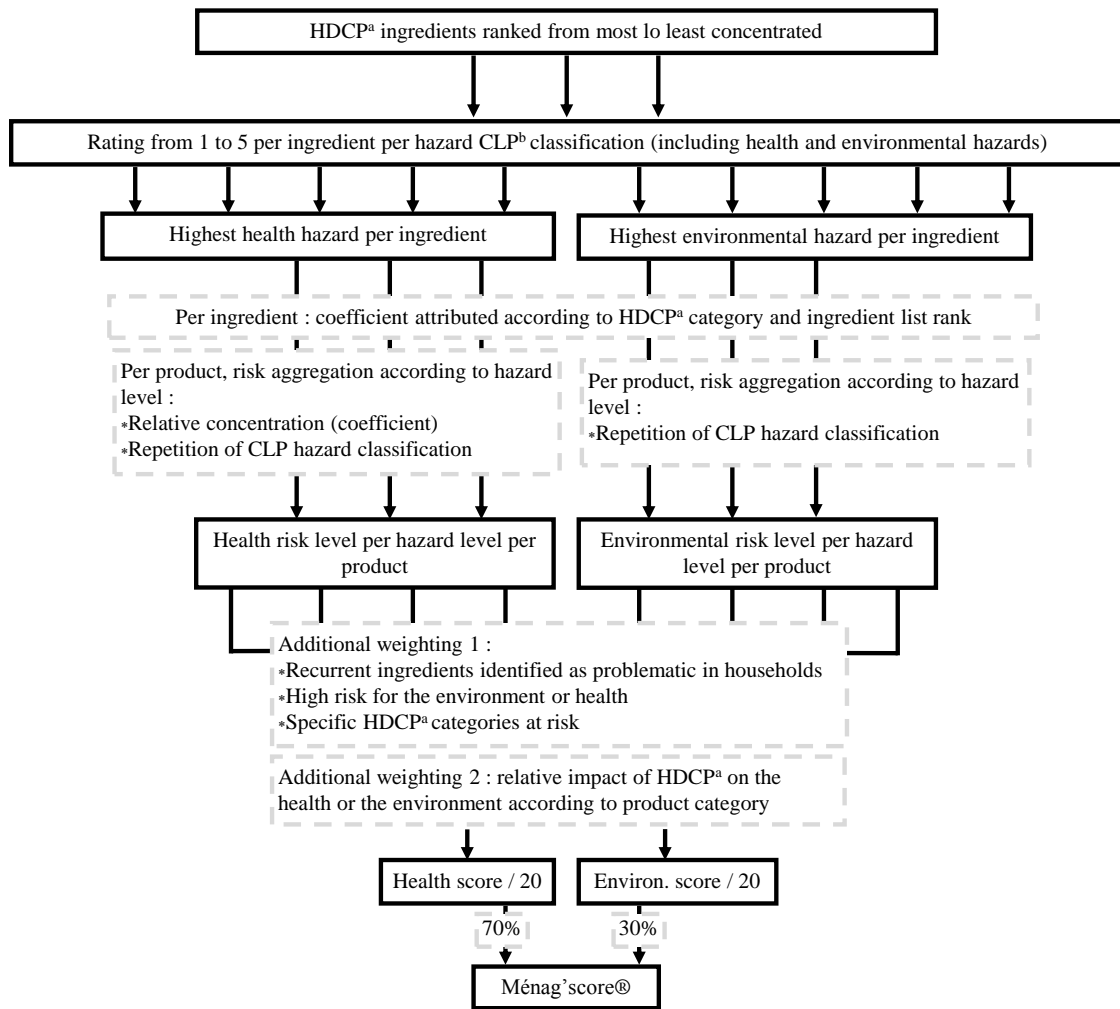 HDCPᵃ ingredients ranked from most lo least concentrated
Rating from 1 to 5 per ingredient per hazard CLPᵇ classification (including health and environmental hazards)
Highest health hazard per ingredient
Highest environmental hazard per ingredient
Per ingredient : coefficient attributed according to HDCPᵃ category and ingredient list rank
Per product, risk aggregation according to hazard
level :
*Relative concentration (coefficient)
*Repetition of CLP hazard classification
Per product, risk aggregation according to hazard
level :
*Repetition of CLP hazard classification
Health risk level per hazard level per
product
Environmental risk level per hazard
level per product
Additional weighting 1 :
*Recurrent ingredients identified as problematic in households
*High risk for the environment or health
*Specific HDCPᵃ categories at risk
Additional weighting 2 : relative impact of HDCPᵃ on the
health or the environment according to product category
Health score / 20
Environ. score / 20
70%
30%
Ménag’score®